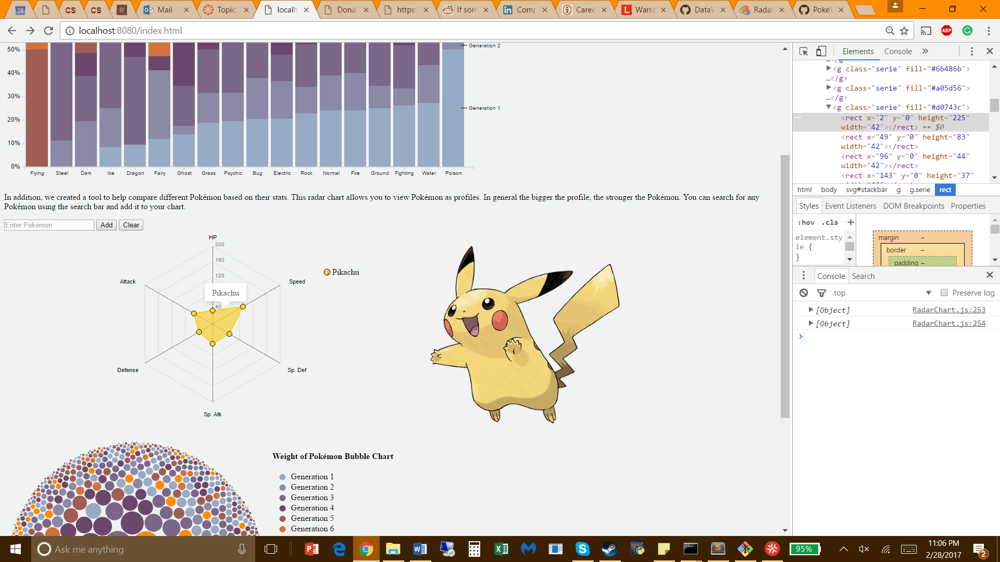 28
CS
CS
#
Mail -
Topic:
localh
Donal
https:
If som
Comp
Caree
L
Warra
DataV
Radar
PokeV
localhost:8080/index.html
ABP
50%
40%
30%
20%
10%
0%
Generation 2
Generation 1
Flying Steel Dark Ice Dragon Fairy Ghost Grass Psychic Bug Electric Rock Normal Fire Ground Fighting Water Poison
In addition, we created a tool to help compare different Pokémon based on their stats. This radar chart allows you to view Pokémon as profiles. In general the bigger the profile, the stronger the Pokémon. You can search for any
Pokémon using the search bar and add it to your chart.
Enter Pokemon Add Clear
HP
200
160
120
40
Attack
Speed
Pikachu
Defense
Sp. Def
Sp. Atk
Pikachu
Weight of Pokémon Bubble Chart
Generation 1
Generation 2
Generation 3
Generation 4
Generation 5
Generation 6
Elements Console »
…</g>
<g class="serie" fill="#6b486b">
…</g>
<g class="serie" fill="#a05d56">
…</g>
<g class="serie" fill="#d0743c">
<rect x="2" y="0" height="225"
width="42"></rect> == $0
<rect x="49" y="0" height="83"
width="42"></rect>
<rect x="96" y="0" height="44"
width="42"></rect>
<rect x="143" y="0" height="37"
html body svg#stackbar g g.serie rect
Styles Event Listeners DOM Breakpoints Properties
:hov .cls +
element.sty
le {
}
margin –
border –
padding –
Console Search
top Preserve log
[Object] RadarChart.js:253
[Object] RadarChart.js:254
Ask me anything
95%
11:06 PM
2/28/2017
2